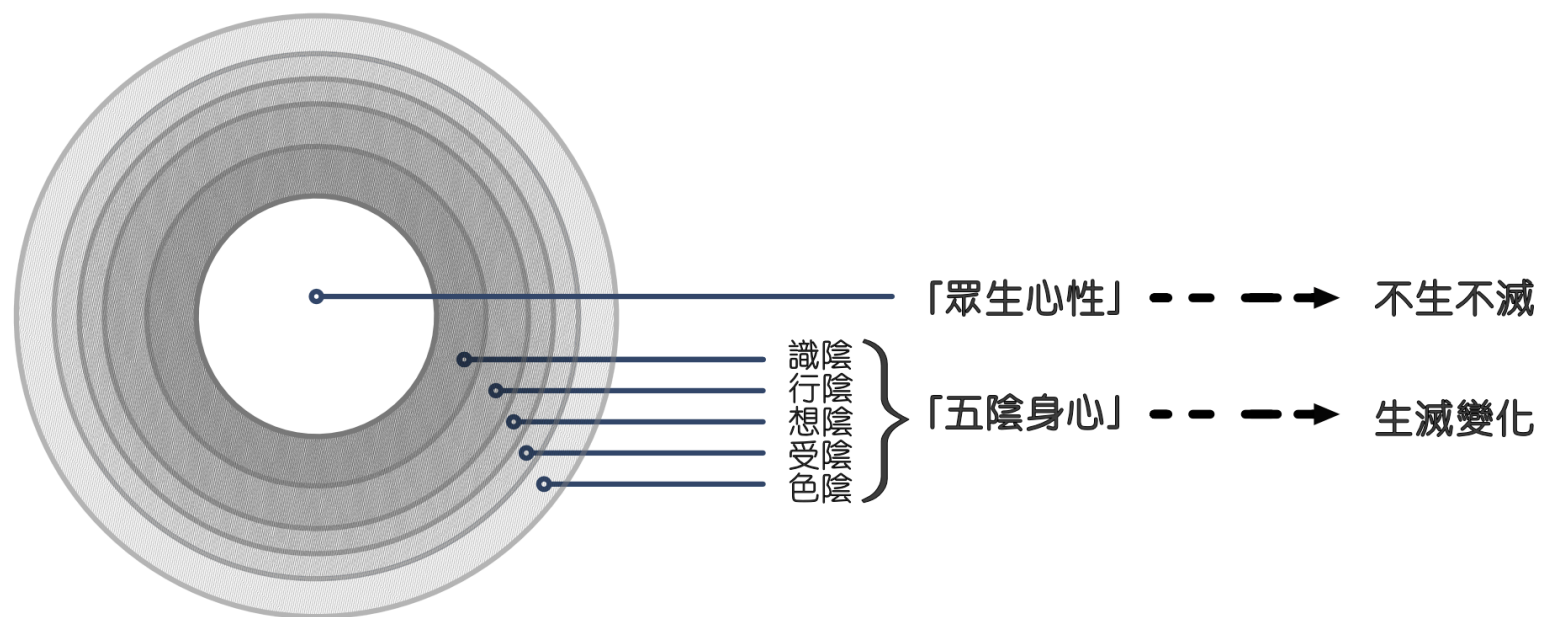 「眾生心性」 不生不滅
識陰
行陰
想陰
受陰
色陰
「五陰身心」 生滅變化